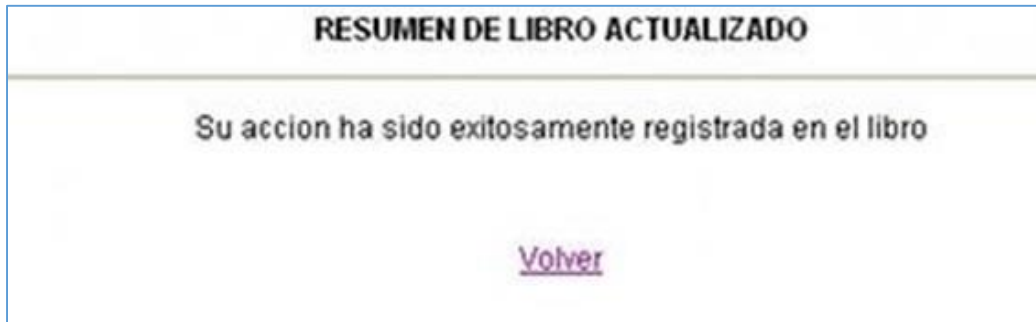 RESUMEN DE LIBRO ACTUALIZADO
Su accion ha sido exitosamente registrada en el libro
Volver